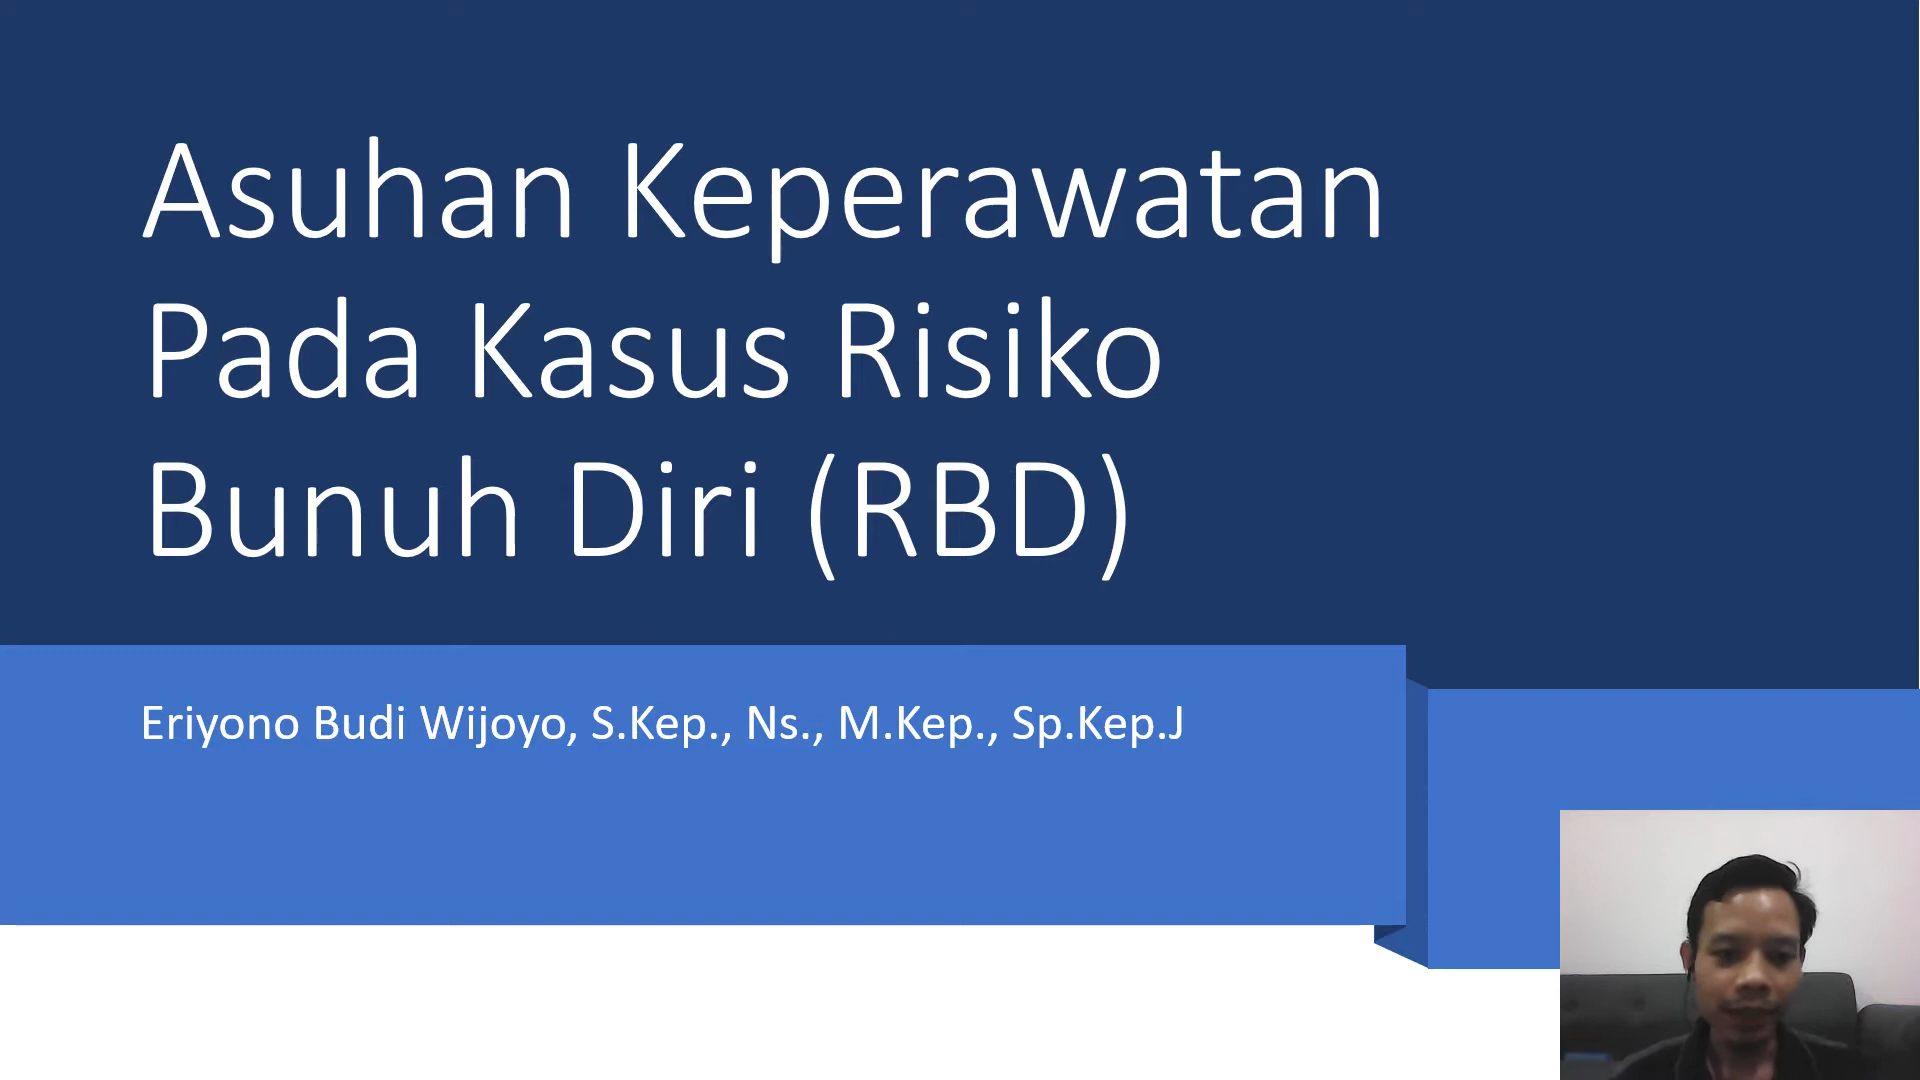 Asuhan Keperawatan
Pada Kasus Risiko
Bunuh Diri (RBD)
Eriyono Budi Wijoyo, S.Kep., Ns., M.Kep., Sp.Kep.J